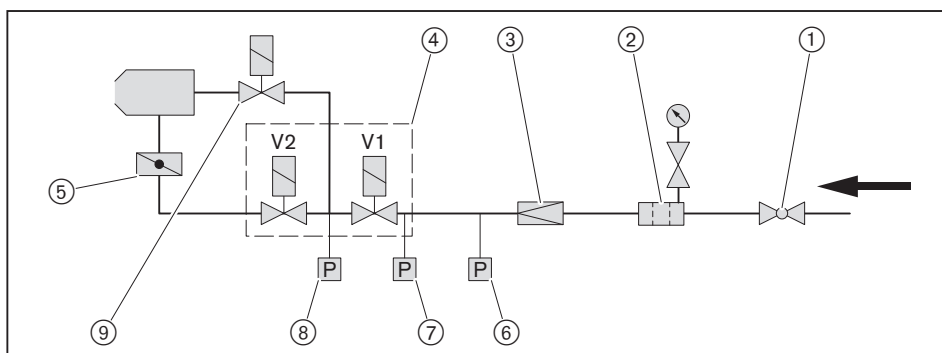 ④ ③ ② ①
V2 V1
⑤
P P P
⑨ ⑧ ⑦ ⑥